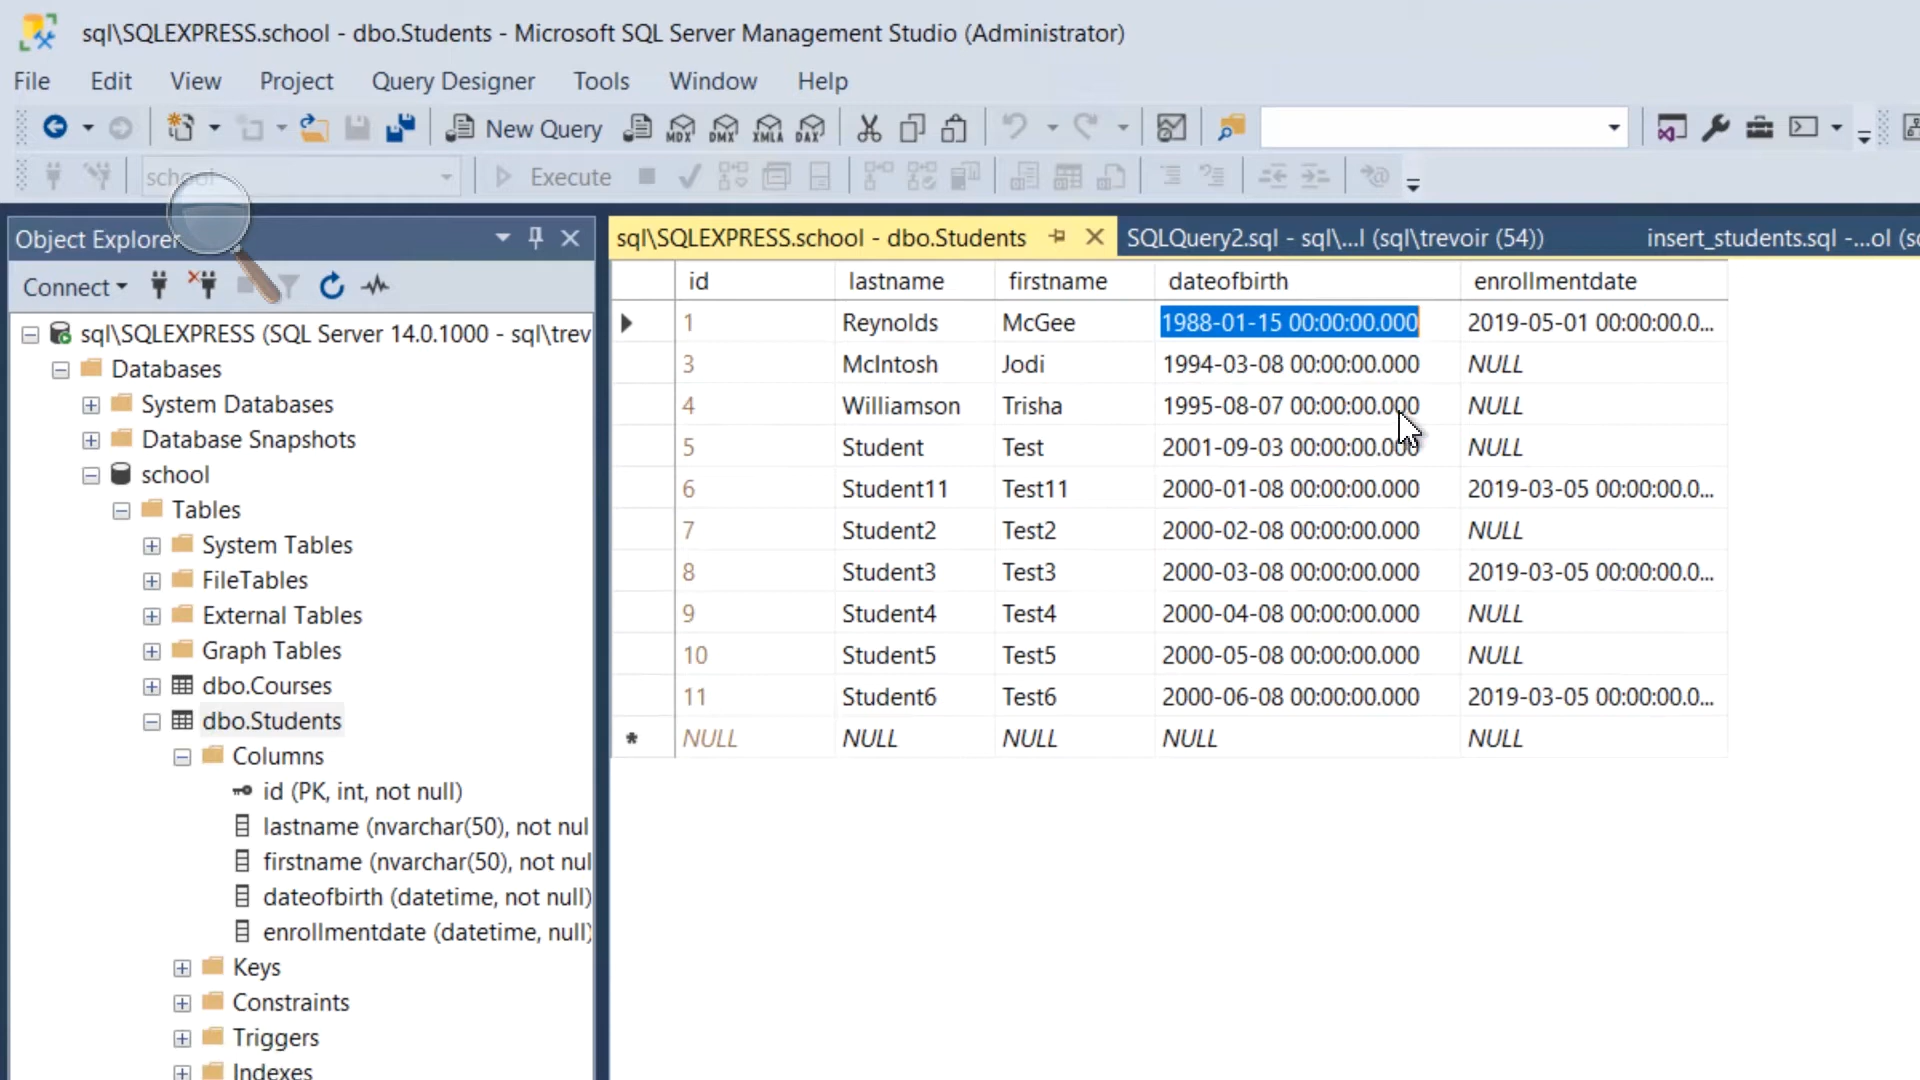 sql\SQLEXPRESS.school - dbo.Students - Microsoft SQL Server Management Studio (Administrator)
File Edit View Project Query Designer Tools Window Help
New Query MDX DMX XMLA DAX
school Execute
Object Explorer
Connect
sql\SQLEXPRESS (SQL Server 14.0.1000 - sql\trev
Databases
System Databases
Database Snapshots
school
Tables
System Tables
FileTables
External Tables
Graph Tables
dbo.Courses
dbo.Students
Columns
id (PK, int, not null)
lastname (nvarchar(50), not nul
firstname (nvarchar(50), not nul
dateofbirth (datetime, not null)
enrollmentdate (datetime, null)
Keys
Constraints
Triggers
Indexes
sql\SQLEXPRESS.school - dbo.Students SQLQuery2.sql - sql\...l (sql\trevoir (54)) insert_students.sql -...ol (s
id lastname firstname dateofbirth enrollmentdate
1 Reynolds McGee 1988-01-15 00:00:00.000 2019-05-01 00:00:00.0...
3 McIntosh Jodi 1994-03-08 00:00:00.000 NULL
4 Williamson Trisha 1995-08-07 00:00:00.000 NULL
5 Student Test 2001-09-03 00:00:00.000 NULL
6 Student11 Test11 2000-01-08 00:00:00.000 2019-03-05 00:00:00.0...
7 Student2 Test2 2000-02-08 00:00:00.000 NULL
8 Student3 Test3 2000-03-08 00:00:00.000 2019-03-05 00:00:00.0...
9 Student4 Test4 2000-04-08 00:00:00.000 NULL
10 Student5 Test5 2000-05-08 00:00:00.000 NULL
11 Student6 Test6 2000-06-08 00:00:00.000 2019-03-05 00:00:00.0...
* NULL NULL NULL NULL NULL